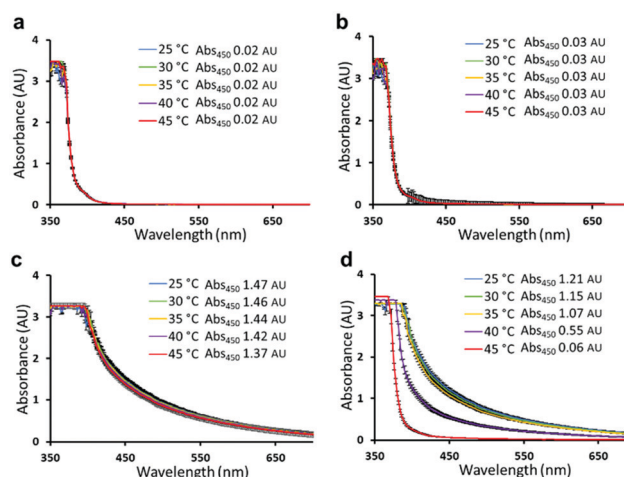 a
4
3
2
1
0
Absorbance (AU)
25 °C Abs450 0.02 AU
30 °C Abs450 0.02 AU
35 °C Abs450 0.02 AU
40 °C Abs450 0.02 AU
45 °C Abs450 0.02 AU
350 450 550 650
Wavelength (nm)
b
4
3
2
1
0
Absorbance (AU)
25 °C Abs450 0.03 AU
30 °C Abs450 0.03 AU
35 °C Abs450 0.03 AU
40 °C Abs450 0.03 AU
45 °C Abs450 0.03 AU
350 450 550 650
Wavelength (nm)
c
4
3
2
1
0
Absorbance (AU)
25 °C Abs450 1.47 AU
30 °C Abs450 1.46 AU
35 °C Abs450 1.44 AU
40 °C Abs450 1.42 AU
45 °C Abs450 1.37 AU
350 450 550 650
Wavelength (nm)
d
4
3
2
1
0
Absorbance (AU)
25 °C Abs450 1.21 AU
30 °C Abs450 1.15 AU
35 °C Abs450 1.07 AU
40 °C Abs450 0.55 AU
45 °C Abs450 0.06 AU
350 450 550 650
Wavelength (nm)